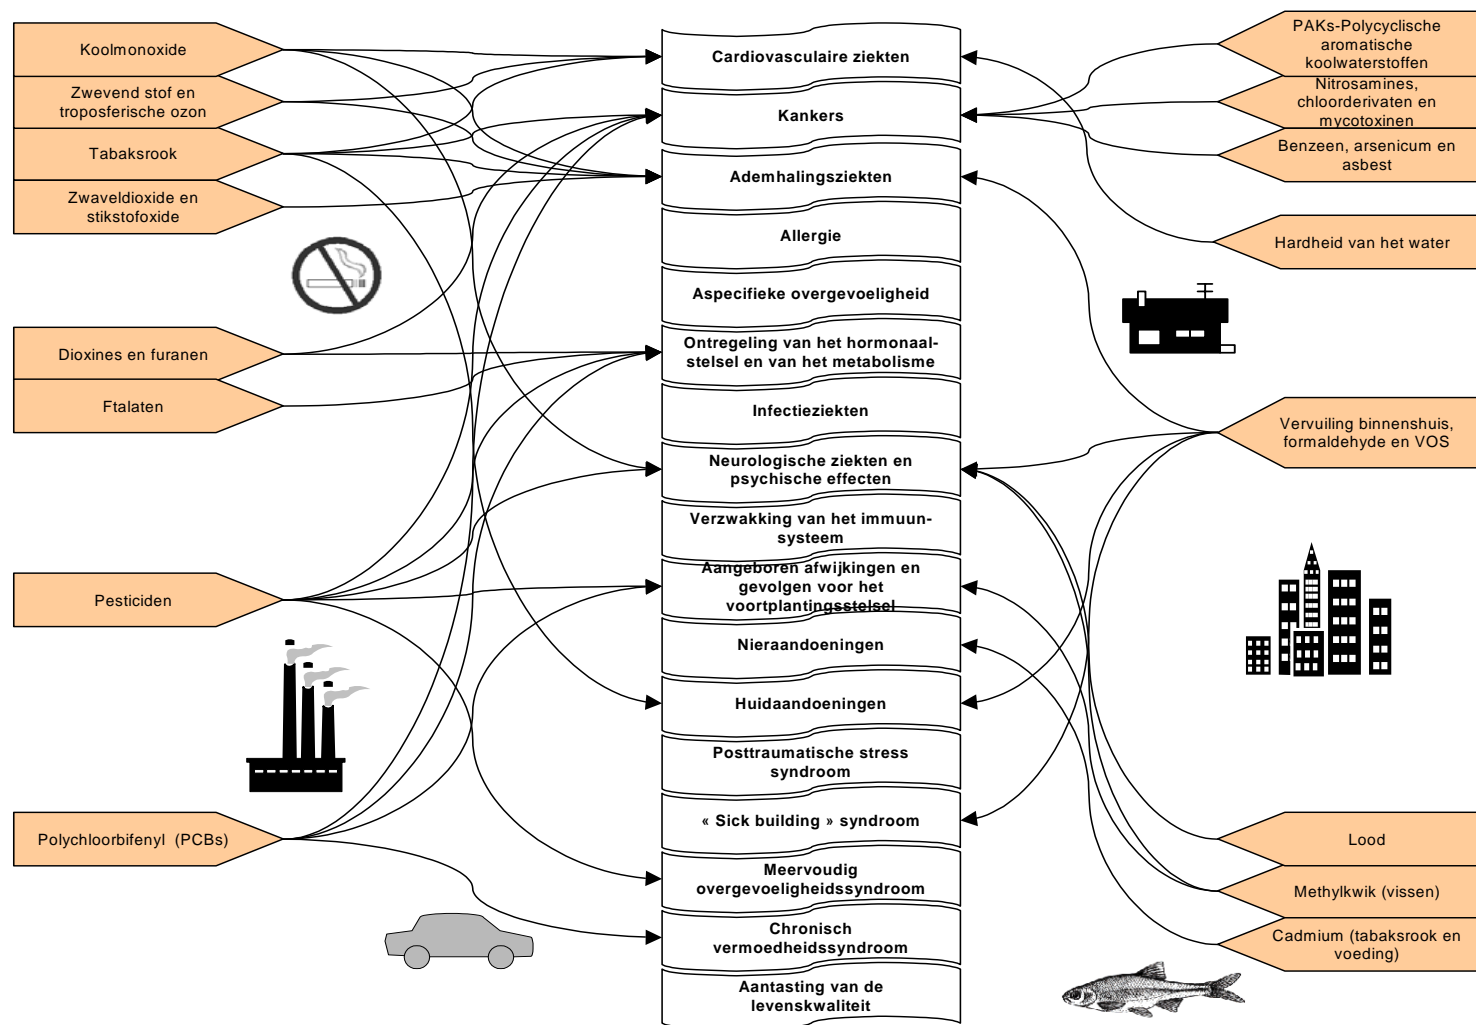 Koolmonoxide
Zwevend stof en
troposferische ozon
Tabaksrook
Zwaveldioxide en
stikstofoxide
Dioxines en furanen
Ftalaten
Pesticiden
Polychloorbifenyl (PCBs)
Cardiovasculaire ziekten
Kankers
Ademhalingsziekten
Allergie
Aspecifieke overgevoeligheid
Ontregeling van het hormonaal-
stelsel en van het metabolisme
Infectieziekten
Neurologische ziekten en
psychische effecten
Verzwakking van het immuun-
systeem
Aangeboren afwijkingen en
gevolgen voor het
voortplantingsstelsel
Nieraandoeningen
Huidaandoeningen
Posttraumatische stress
syndroom
« Sick building » syndroom
Meervoudig
overgevoeligheidssyndroom
Chronisch
vermoedheidssyndroom
Aantasting van de
levenskwaliteit
PAKs-Polycyclische
aromatische
koolwaterstoffen
Nitrosamines,
chloorderivaten en
mycotoxinen
Benzeen, arsenicum en
asbest
Hardheid van het water
Vervuiling binnenshuis,
formaldehyde en VOS
Lood
Methylkwik (vissen)
Cadmium (tabaksrook en
voeding)